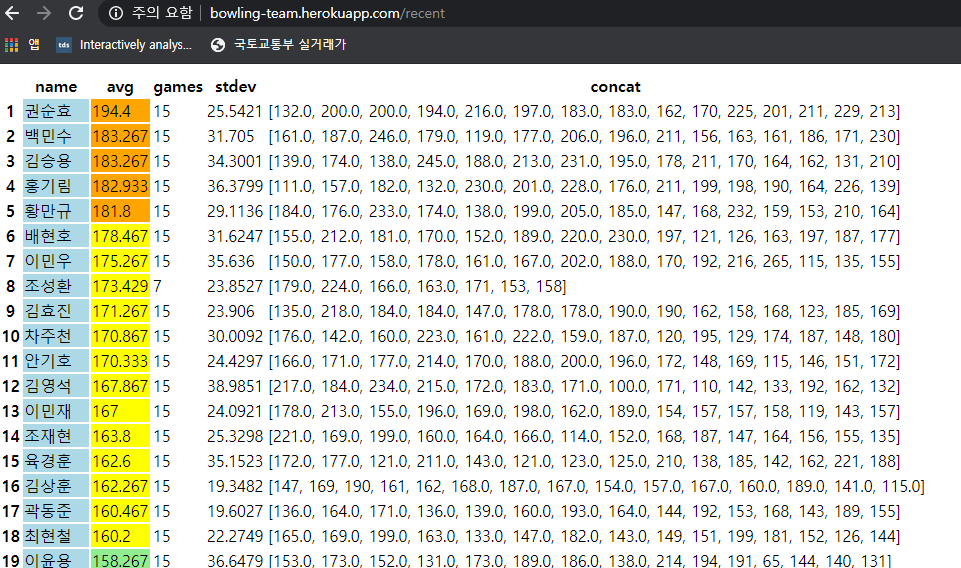 주의 요함 bowling-team.herokuapp.com/recent
앱 tds Interactively analys... 국토교통부 실거래가
name avg games stdev concat
1 권순효 194.4 15 25.5421 [132.0, 200.0, 200.0, 194.0, 216.0, 197.0, 183.0, 183.0, 162, 170, 225, 201, 211, 229, 213]
2 백민수 183.267 15 31.705 [161.0, 187.0, 246.0, 179.0, 119.0, 177.0, 206.0, 196.0, 211, 156, 163, 161, 186, 171, 230]
3 김승용 183.267 15 34.3001 [139.0, 174.0, 138.0, 245.0, 188.0, 213.0, 231.0, 195.0, 178, 211, 170, 164, 162, 131, 210]
4 홍기림 182.933 15 36.3799 [111.0, 157.0, 182.0, 132.0, 230.0, 201.0, 228.0, 176.0, 211, 199, 198, 190, 164, 226, 139]
5 황만규 181.8 15 29.1136 [184.0, 176.0, 233.0, 174.0, 138.0, 199.0, 205.0, 185.0, 147, 168, 232, 159, 153, 210, 164]
6 배현호 178.467 15 31.6247 [155.0, 212.0, 181.0, 170.0, 152.0, 189.0, 220.0, 230.0, 197, 121, 126, 163, 197, 187, 177]
7 이민우 175.267 15 35.636 [150.0, 177.0, 158.0, 178.0, 161.0, 167.0, 202.0, 188.0, 170, 192, 216, 265, 115, 135, 155]
8 조성환 173.429 7 23.8527 [179.0, 224.0, 166.0, 163.0, 171, 153, 158]
9 김효진 171.267 15 23.906 [135.0, 218.0, 184.0, 184.0, 147.0, 178.0, 178.0, 190.0, 190, 162, 158, 168, 123, 185, 169]
10 차주천 170.867 15 30.0092 [176.0, 142.0, 160.0, 223.0, 161.0, 222.0, 159.0, 187.0, 120, 195, 129, 174, 187, 148, 180]
11 안기호 170.333 15 24.4297 [166.0, 171.0, 177.0, 214.0, 170.0, 188.0, 200.0, 196.0, 172, 148, 169, 115, 146, 151, 172]
12 김영석 167.867 15 38.9851 [217.0, 184.0, 234.0, 215.0, 172.0, 183.0, 171.0, 100.0, 171, 110, 142, 133, 192, 162, 132]
13 이민재 167 15 24.0921 [178.0, 213.0, 155.0, 196.0, 169.0, 198.0, 162.0, 189.0, 154, 157, 157, 158, 119, 143, 157]
14 조재현 163.8 15 25.3298 [221.0, 169.0, 199.0, 160.0, 164.0, 166.0, 114.0, 152.0, 168, 187, 147, 164, 156, 155, 135]
15 육경훈 162.6 15 35.1523 [172.0, 177.0, 121.0, 211.0, 143.0, 121.0, 123.0, 125.0, 210, 138, 185, 142, 162, 221, 188]
16 김상훈 162.267 15 19.3482 [147, 169, 190, 161, 162, 168.0, 187.0, 167.0, 154.0, 157.0, 167.0, 160.0, 189.0, 141.0, 115.0]
17 곽동준 160.467 15 19.6027 [136.0, 164.0, 171.0, 136.0, 139.0, 160.0, 193.0, 164.0, 144, 192, 153, 168, 143, 189, 155]
18 최현철 160.2 15 22.2749 [165.0, 169.0, 199.0, 163.0, 133.0, 147.0, 182.0, 143.0, 149, 151, 199, 181, 152, 126, 144]
19 이윤용 158.267 15 36.6479 [153.0, 173.0, 152.0, 131.0, 173.0, 189.0, 186.0, 138.0, 214, 194, 191, 65, 144, 140, 131]